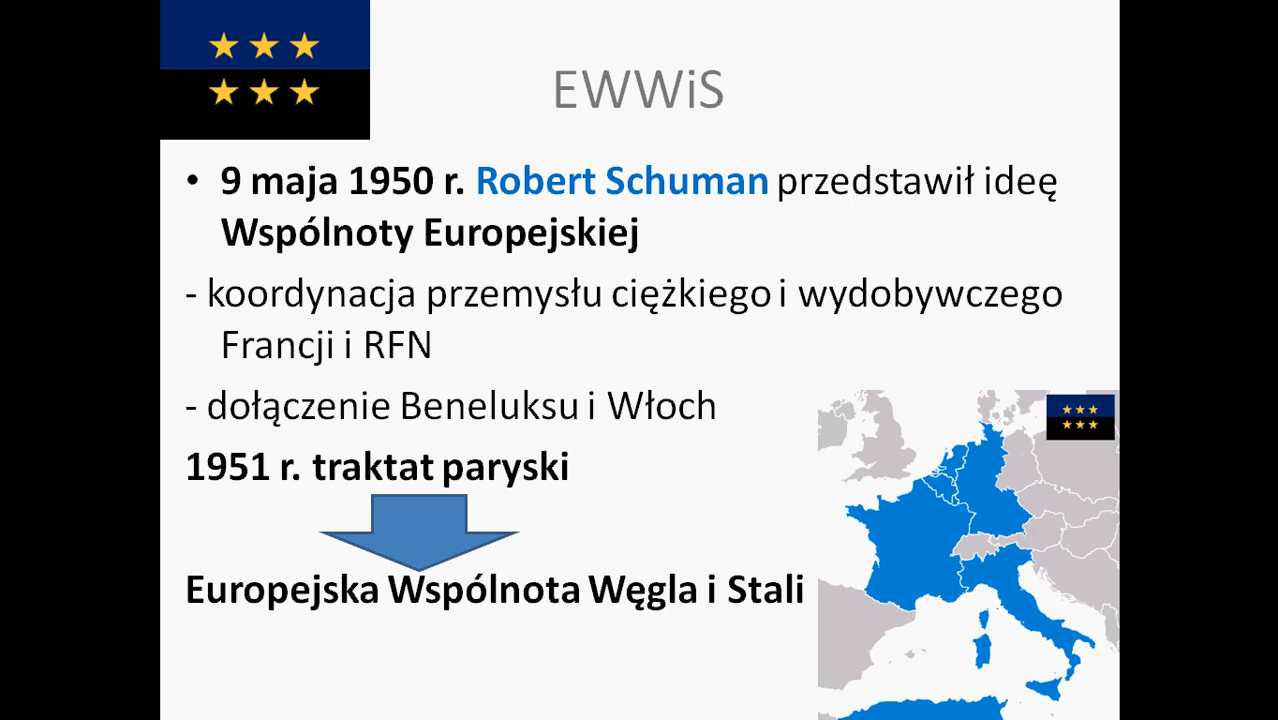 EWWiS
• 9 maja 1950 r. Robert Schuman przedstawił ideę
Wspólnoty Europejskiej
- koordynacja przemysłu ciężkiego i wydobywczego
Francji i RFN
- dołączenie Beneluksu i Włoch
1951 r. traktat paryski
Europejska Wspólnota Węgla i Stali